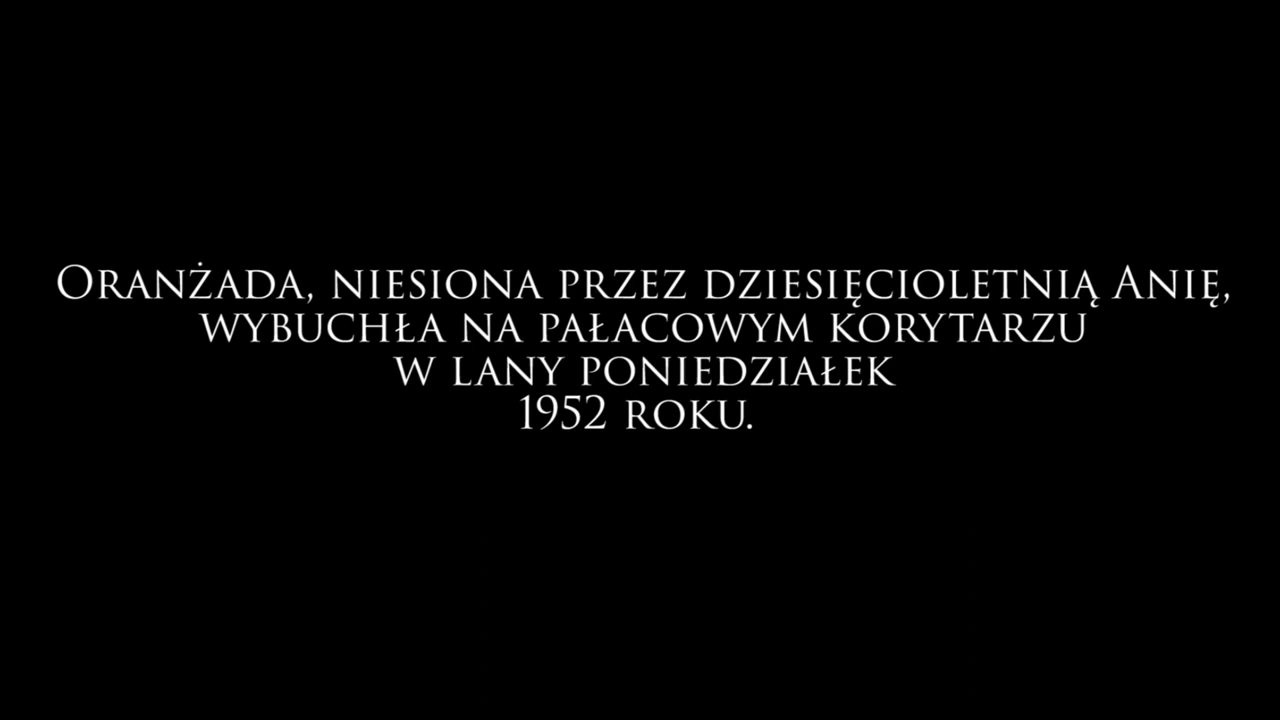 Oranżada, niesiona przez dziesięcioletnią Anię,
wybuchła na pałacowym korytarzu
w lany poniedziałek
1952 roku.